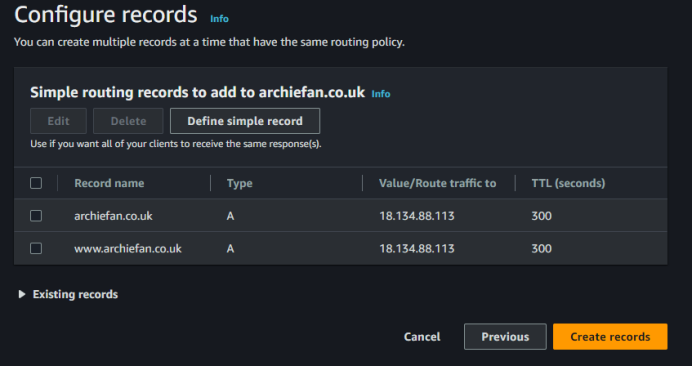 Configure records Info
You can create multiple records at a time that have the same routing policy.
Simple routing records to add to archiefan.co.uk Info
Edit Delete Define simple record
Use if you want all of your clients to receive the same response(s).
Record name Type Value/Route traffic to TTL (seconds)
archiefan.co.uk A 18.134.88.113 300
www.archiefan.co.uk A 18.134.88.113 300
Existing records
Cancel Previous Create records